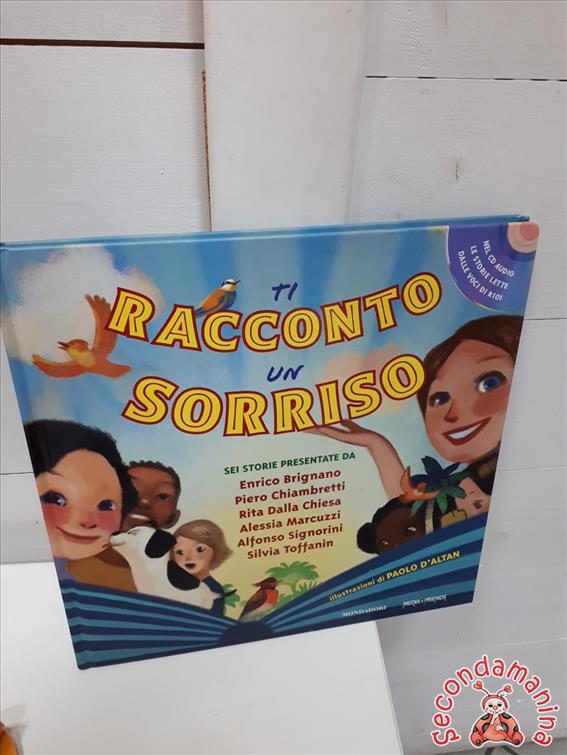 TI
RACCONTO
UN
SORRISO
NEL CD AUDIO
LE STORIE LETTE
DALLE VOCI DI R101
SEI STORIE PRESENTATE DA
Enrico Brignano
Piero Chiambretti
Rita Dalla Chiesa
Alessia Marcuzzi
Alfonso Signorini
Silvia Toffanin
illustrazioni di PAOLO D'ALTAN
MONDADORI
MEDIA FRIENDS
Secondamanina